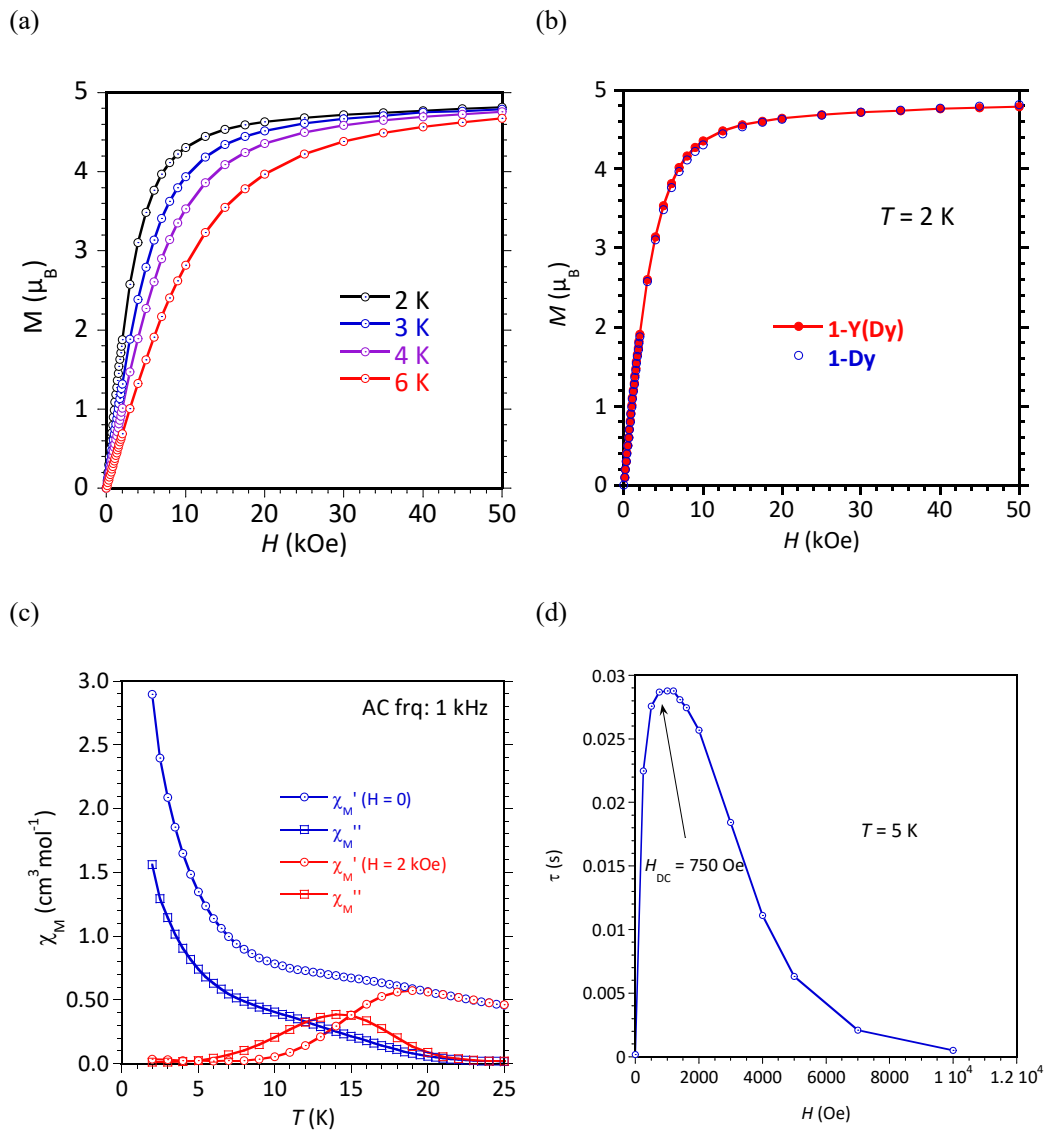 (a)
5
4
3
2
1
0
M (μB)
0 10 20 30 40 50
H (kOe)
2 K
3 K
4 K
6 K
(b)
5
4
3
2
1
0
M (μB)
T = 2 K
1-Y(Dy)
1-Dy
0 10 20 30 40 50
H (kOe)
(c)
3.0
2.5
2.0
1.5
1.0
0.50
0.0
χM (cm³ mol⁻¹)
AC frq: 1 kHz
χM' (H = 0)
χM''
χM' (H = 2 kOe)
χM''
0 5 10 15 20 25
T (K)
(d)
0.03
0.025
0.02
0.015
0.01
0.005
0
τ (s)
T = 5 K
HDC = 750 Oe
0 2000 4000 6000 8000 1 10⁴ 1.2 10⁴
H (Oe)